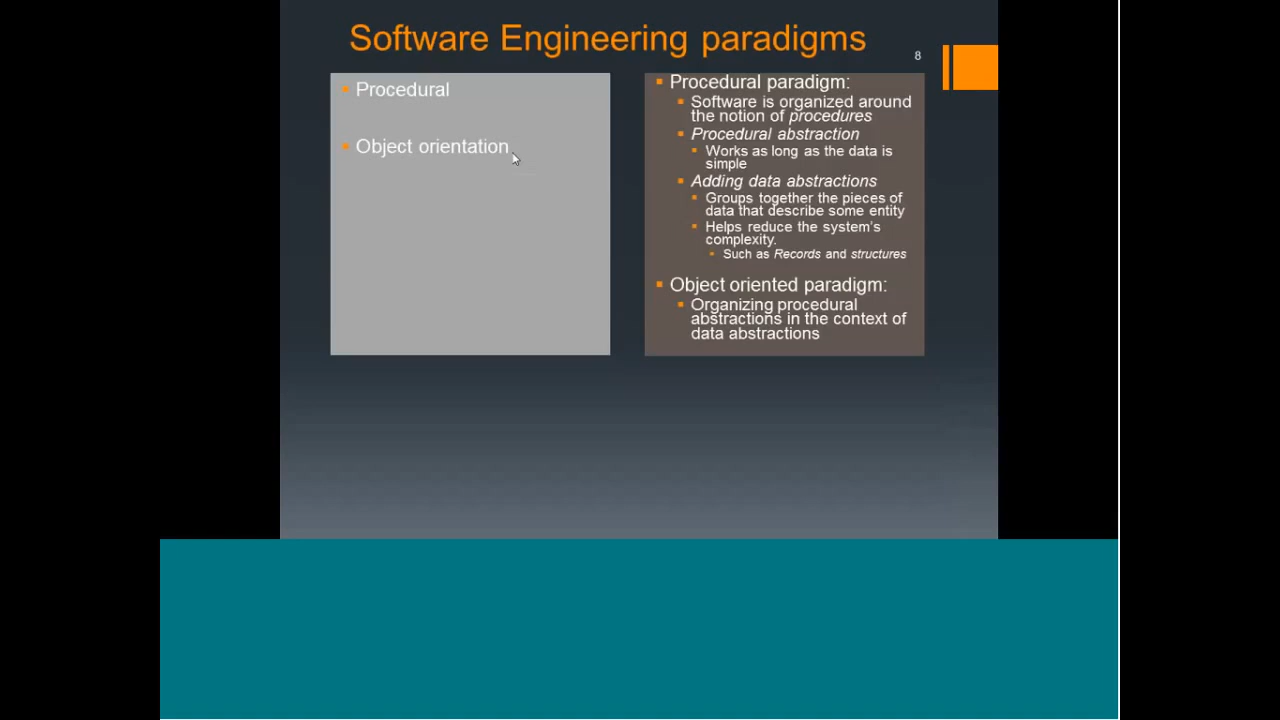 Software Engineering paradigms
8
Procedural
Object orientation
Procedural paradigm:
Software is organized around
the notion of procedures
Procedural abstraction
Works as long as the data is
simple
Adding data abstractions
Groups together the pieces of
data that describe some entity
Helps reduce the system's
complexity.
Such as Records and structures
Object oriented paradigm:
Organizing procedural
abstractions in the context of
data abstractions